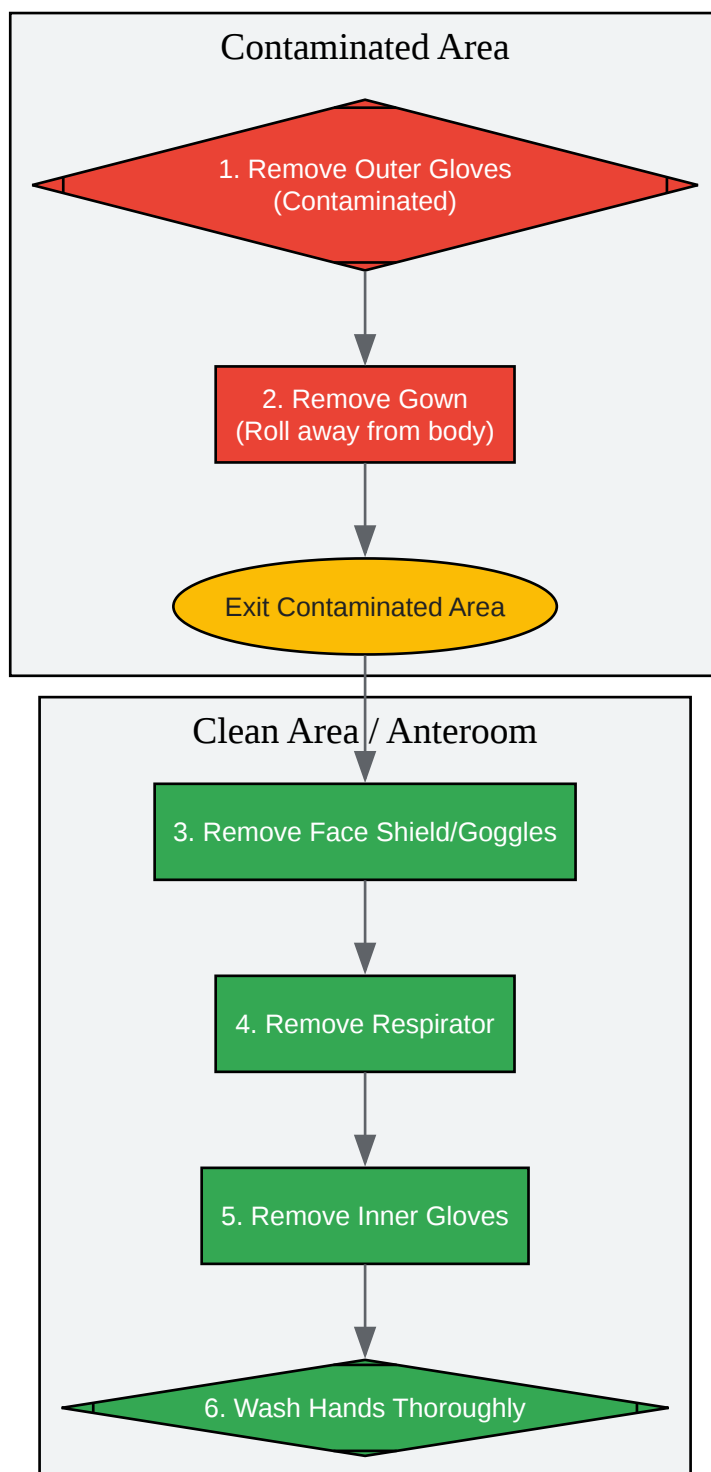 Contaminated Area
1. Remove Outer Gloves
(Contaminated)
2. Remove Gown
(Roll away from body)
Exit Contaminated Area
Clean Area / Anteroom
3. Remove Face Shield/Goggles
4. Remove Respirator
5. Remove Inner Gloves
6. Wash Hands Thoroughly